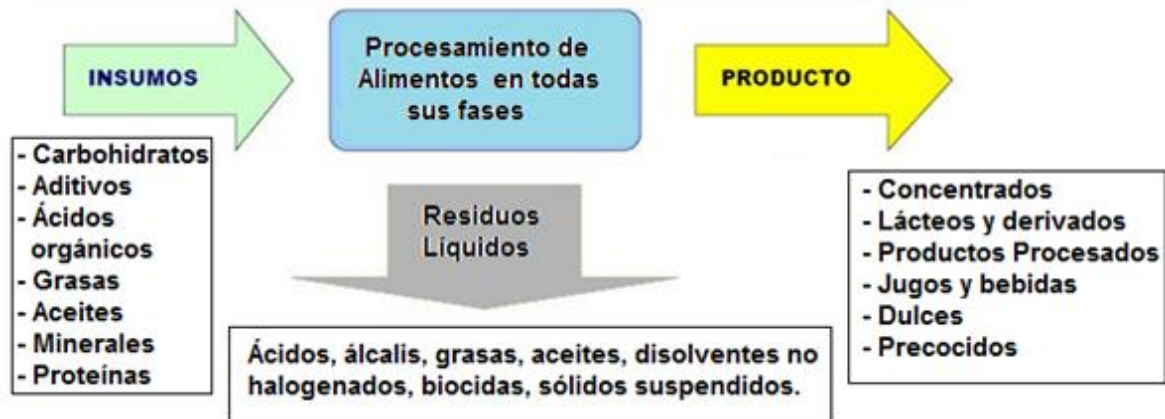 INSUMOS
Procesamiento de
Alimentos en todas
sus fases
PRODUCTO
- Carbohidratos
- Aditivos
- Ácidos
orgánicos
- Grasas
- Aceites
- Minerales
- Proteínas
Residuos
Líquidos
Ácidos, álcalis, grasas, aceites, disolventes no
halogenados, biocidas, sólidos suspendidos.
- Concentrados
- Lácteos y derivados
- Productos Procesados
- Jugos y bebidas
- Dulces
- Precocidos